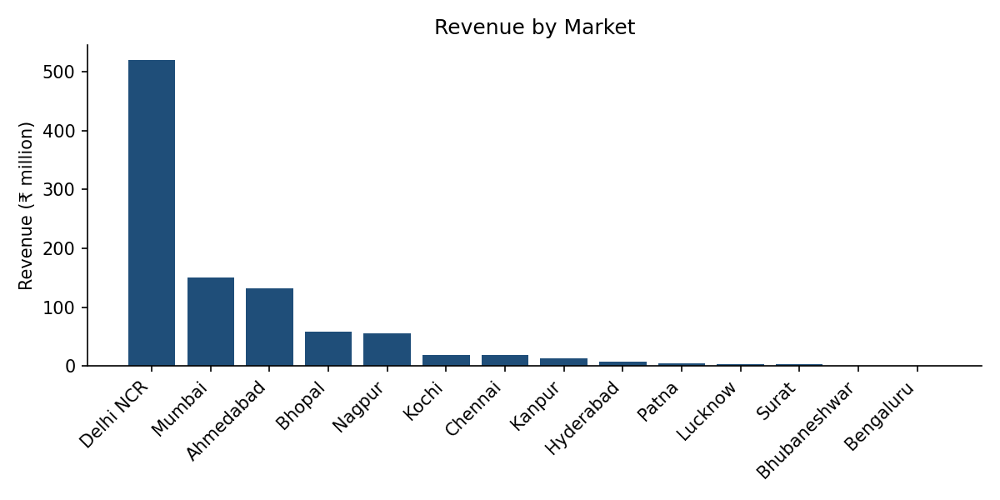 Revenue by Market
Revenue (₹ million)
500
400
300
200
100
0
Delhi NCR
Mumbai
Ahmedabad
Bhopal
Nagpur
Kochi
Chennai
Kanpur
Hyderabad
Patna
Lucknow
Surat
Bhubaneshwar
Bengaluru